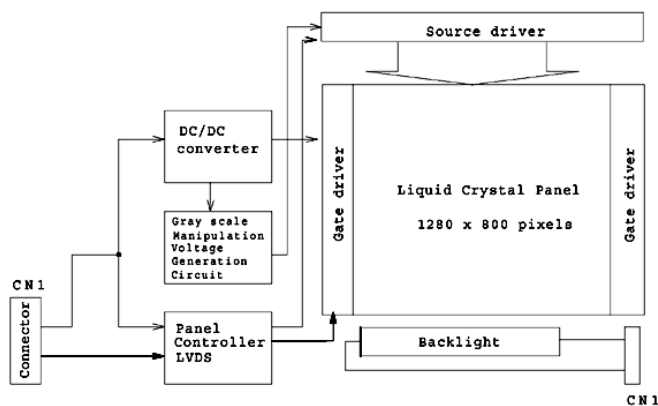 Source driver
DC/DC
converter
Gate driver
Liquid Crystal Panel
1280 x 800 pixels
Gate driver
Gray scale
Manipulation
Voltage
Generation
Circuit
CN1
Connector
Panel
Controller
LVDS
Backlight
CN1